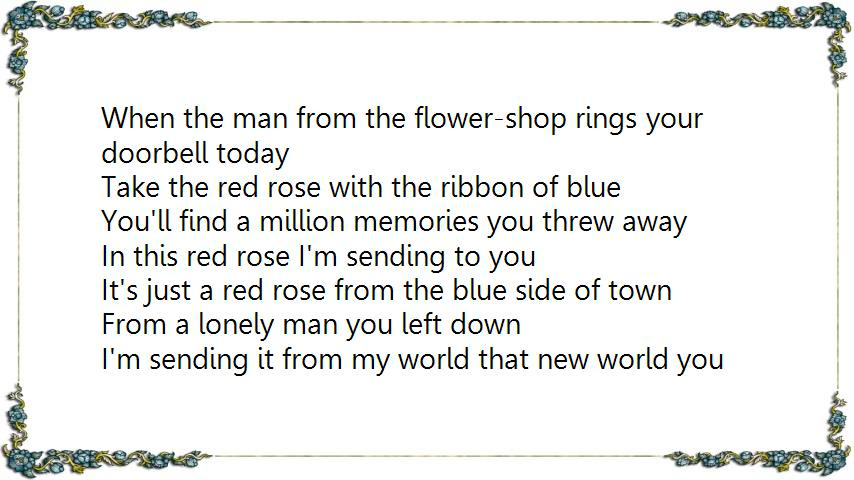 When the man from the flower-shop rings your
doorbell today
Take the red rose with the ribbon of blue
You'll find a million memories you threw away
In this red rose I'm sending to you
It's just a red rose from the blue side of town
From a lonely man you left down
I'm sending it from my world that new world you